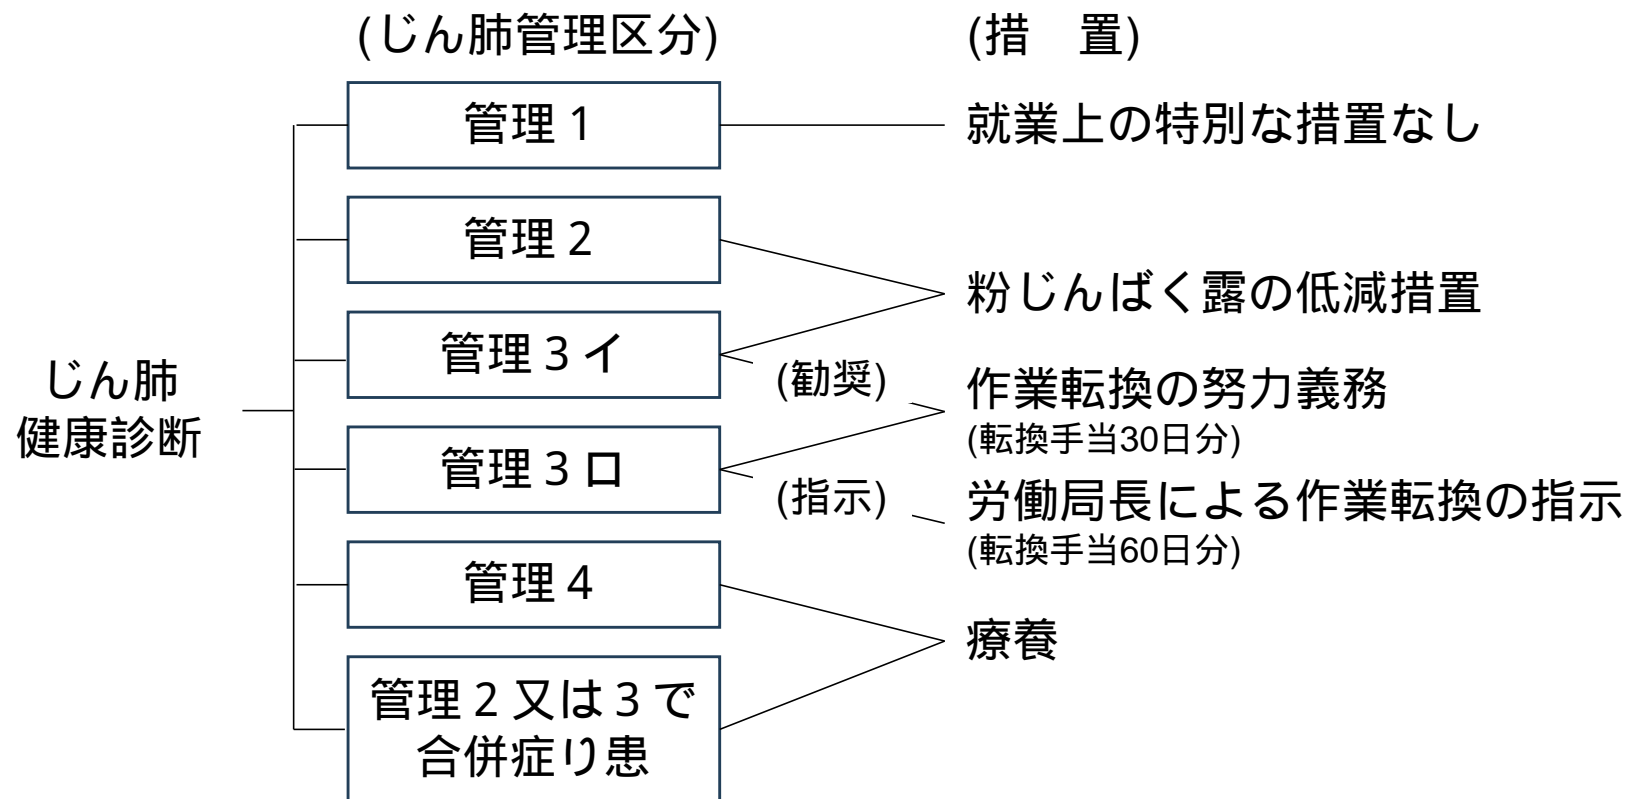 (じん肺管理区分)
(措　置)
管理1
就業上の特別な措置なし
管理2
粉じんばく露の低減措置
管理3イ
(勧奨)
作業転換の努力義務
(転換手当30日分)
じん肺
健康診断
管理3ロ
(指示)
労働局長による作業転換の指示
(転換手当60日分)
管理4
療養
管理2又は3で
合併症り患